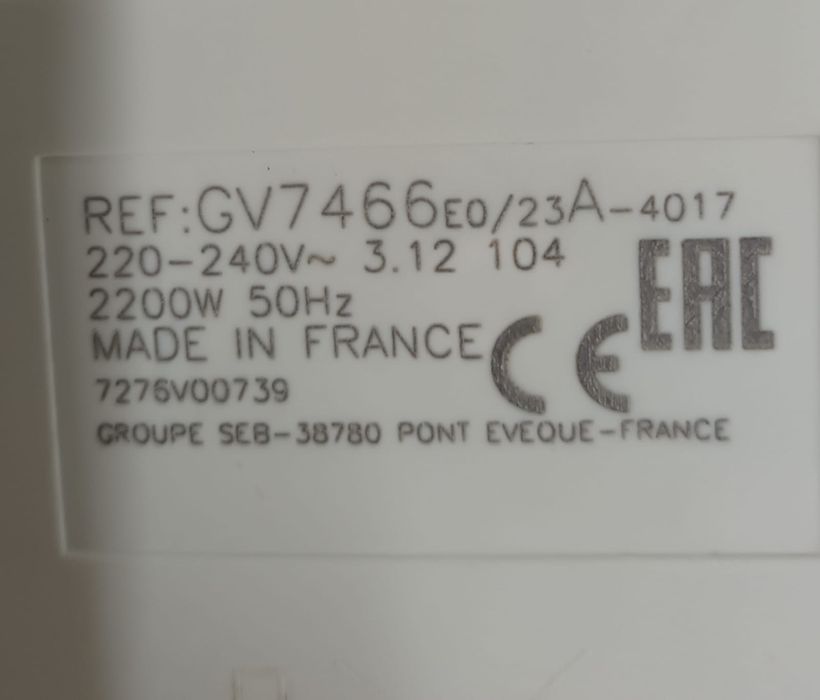 REF:GV7466E0/23A-4017
220-240V~ 3.12 104
EAC
2200W 50Hz
MADE IN FRANCE CE
7276V00739
GROUPE SEB-38780 PONT EVEQUE-FRANCE